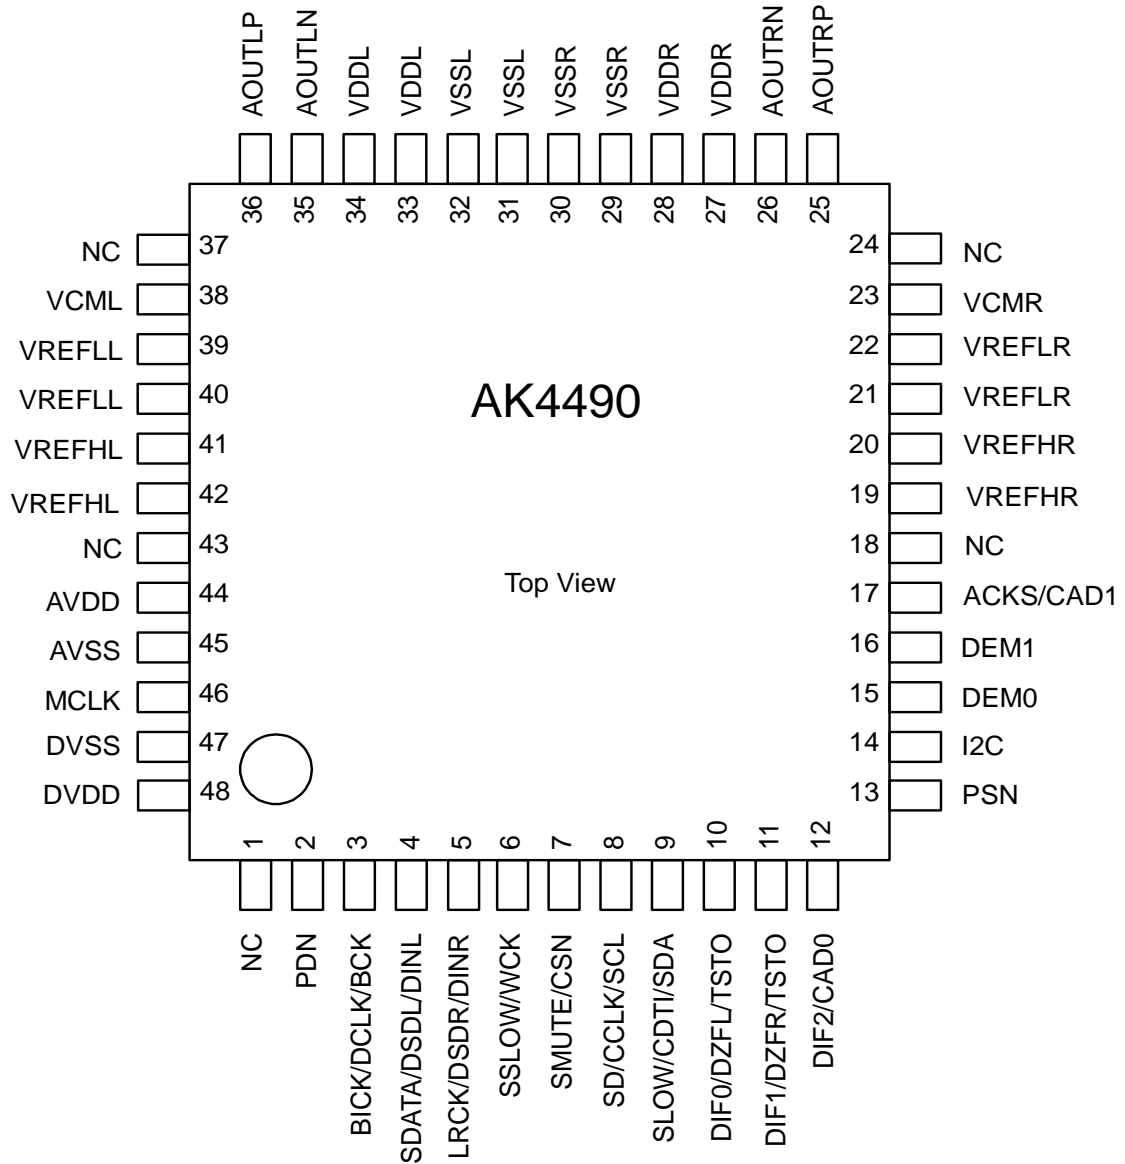 AOUTLP
AOUTLN
VDDL
VDDL
VSSL
VSSL
VSSR
VSSR
VDDR
VDDR
AOUTRN
AOUTRP
36
35
34
33
32
31
30
29
28
27
26
25
NC 37
VCML 38
VREFLL 39
VREFLL 40
VREFHL 41
VREFHL 42
NC 43
AVDD 44
AVSS 45
MCLK 46
DVSS 47
DVDD 48
AK4490
Top View
24 NC
23 VCMR
22 VREFLR
21 VREFLR
20 VREFHR
19 VREFHR
18 NC
17 ACKS/CAD1
16 DEM1
15 DEM0
14 I2C
13 PSN
1
2
3
4
5
6
7
8
9
10
11
12
NC
PDN
BICK/DCLK/BCK
SDATA/DSDL/DINL
LRCK/DSDR/DINR
SSLOW/WCK
SMUTE/CSN
SD/CCLK/SCL
SLOW/CDTI/SDA
DIF0/DZFL/TSTO
DIF1/DZFR/TSTO
DIF2/CAD0